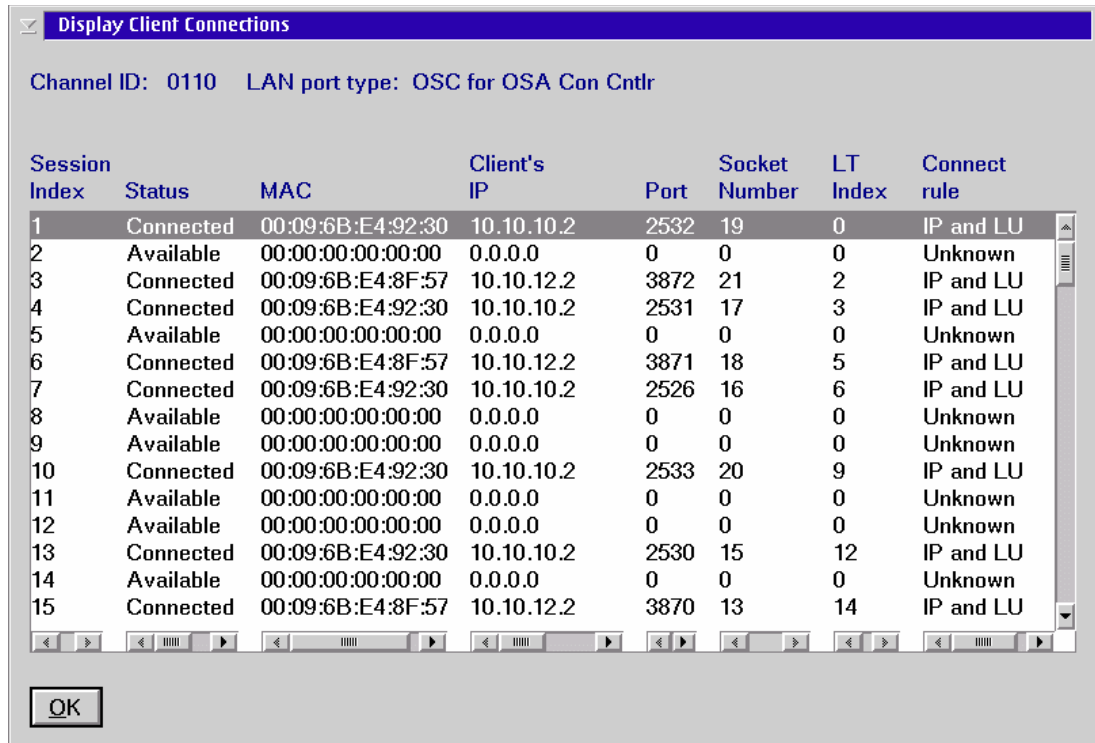 Display Client Connections
Channel ID: 0110 LAN port type: OSC for OSA Con Cntlr
Session Client's Socket LT Connect
Index Status MAC IP Port Number Index rule
1 Connected 00:09:6B:E4:92:30 10.10.10.2 2532 19 0 IP and LU
2 Available 00:00:00:00:00:00 0.0.0.0 0 0 0 Unknown
3 Connected 00:09:6B:E4:8F:57 10.10.12.2 3872 21 2 IP and LU
4 Connected 00:09:6B:E4:92:30 10.10.10.2 2531 17 3 IP and LU
5 Available 00:00:00:00:00:00 0.0.0.0 0 0 0 Unknown
6 Connected 00:09:6B:E4:8F:57 10.10.12.2 3871 18 5 IP and LU
7 Connected 00:09:6B:E4:92:30 10.10.10.2 2526 16 6 IP and LU
8 Available 00:00:00:00:00:00 0.0.0.0 0 0 0 Unknown
9 Available 00:00:00:00:00:00 0.0.0.0 0 0 0 Unknown
10 Connected 00:09:6B:E4:92:30 10.10.10.2 2533 20 9 IP and LU
11 Available 00:00:00:00:00:00 0.0.0.0 0 0 0 Unknown
12 Available 00:00:00:00:00:00 0.0.0.0 0 0 0 Unknown
13 Connected 00:09:6B:E4:92:30 10.10.10.2 2530 15 12 IP and LU
14 Available 00:00:00:00:00:00 0.0.0.0 0 0 0 Unknown
15 Connected 00:09:6B:E4:8F:57 10.10.12.2 3870 13 14 IP and LU
OK